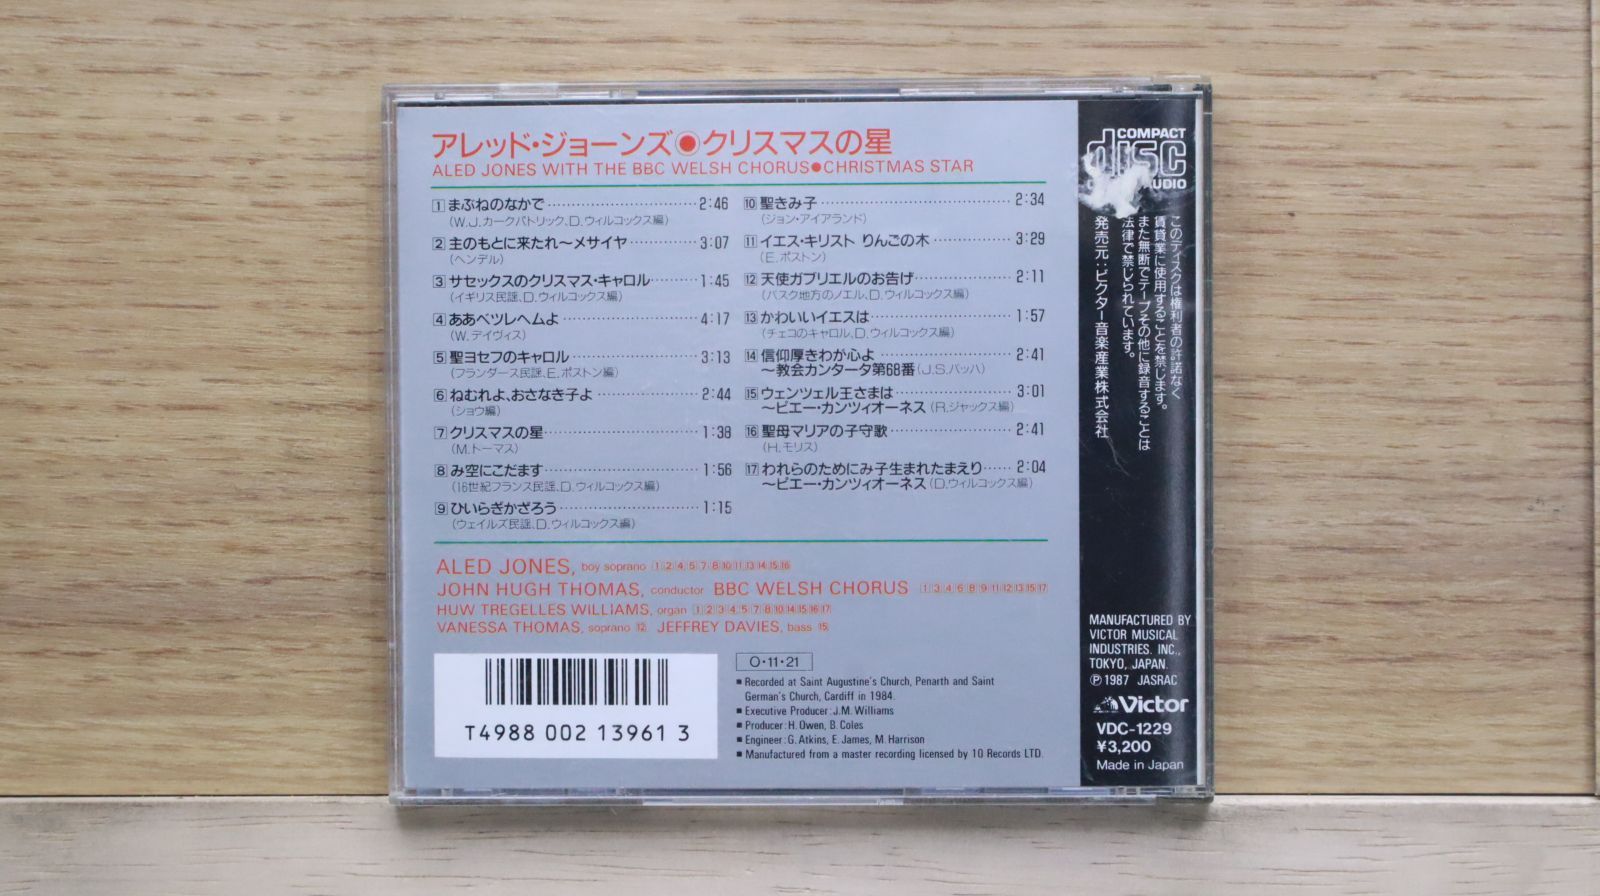 アレッド・ジョーンズ◉クリスマスの星
ALED JONES WITH THE BBC WELSH CHORUS●CHRISTMAS STAR
1 まぶねのなかで 2:46
(W.J.カークパトリック、D.ウィルコックス編)
2 主のもとに来たれ〜メサイヤ 3:07
(ヘンデル)
3 サセックスのクリスマス・キャロル 1:45
(イギリス民謡、D.ウィルコックス編)
4 ああベツレヘムよ 4:17
(W.デイヴィス)
5 聖ヨセフのキャロル 3:13
(フランダース民謡、E.ポストン編)
6 ねむれよ、おさなき子よ 2:44
(ショウ編)
7 クリスマスの星 1:38
(M.トーマス)
8 み空にこだます 1:56
(16世紀フランス民謡、D.ウィルコックス編)
9 ひいらぎかざろう 1:15
(ウェイルズ民謡、D.ウィルコックス編)
10 聖きみ子 2:34
(ジョン・アイアランド)
11 イエス・キリスト りんごの木 3:29
(E.ポストン)
12 天使ガブリエルのお告げ 2:11
(バスク地方のノエル、D.ウィルコックス編)
13 かわいいイエスは 1:57
(チェコのキャロル、D.ウィルコックス編)
14 信仰厚きわが心よ 2:41
〜教会カンタータ第68番 (J.S.バッハ)
15 ウェンツェル王さまは 3:01
〜ピエー・カンツィオーネス (R.ジャックス編)
16 聖母マリアの子守歌 2:41
(H.モリス)
17 われらのためにみ子生まれたまえり 2:04
〜ピエー・カンツィオーネス (D.ウィルコックス編)
ALED JONES, boy soprano 1 2 4 5 7 8 10 11 13 14 15 16
JOHN HUGH THOMAS, conductor BBC WELSH CHORUS 1 3 4 6 8 9 11 12 13 15 17
HUW TREGELLES WILLIAMS, organ 1 2 3 4 5 7 8 10 14 15 16 17
VANESSA THOMAS, soprano 12 JEFFREY DAVIES, bass 15
T4988 002 13961 3
O・11・21
■ Recorded at Saint Augustine's Church, Penarth and Saint
German's Church, Cardiff in 1984.
■ Executive Producer: J.M. Williams
■ Producer: H. Owen, B. Coles
■ Engineer: G. Atkins, E. James, M. Harrison
■ Manufactured from a master recording licensed by 10 Records LTD.
COMPACT
disc
AUDIO
このディスクは権利者の許諾なく
賃貸業に使用することを禁じます。
また無断でテープその他に録音することは
法律で禁じられています。
発売元：ビクター音楽産業株式会社
MANUFACTURED BY
VICTOR MUSICAL
INDUSTRIES. INC.,
TOKYO, JAPAN.
Ⓟ1987 JASRAC
Victor
VDC-1229
¥3,200
Made in Japan